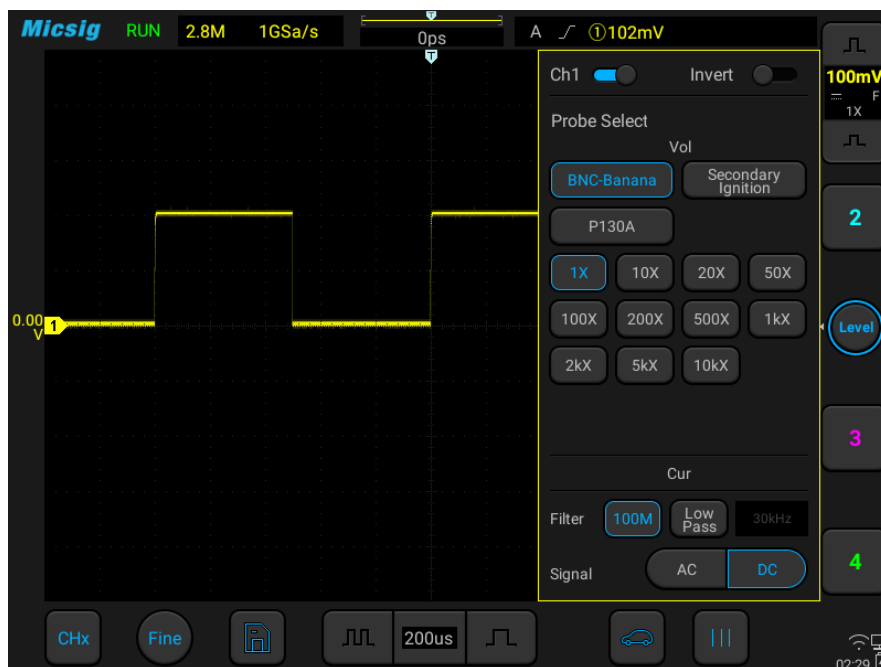 Micsig RUN 2.8M 1GSa/s T 0ps A ①102mV
T
Ch1 Invert
100mV
F
1X
Probe Select
Vol
BNC-Banana Secondary Ignition
P130A
2
1X 10X 20X 50X
100X 200X 500X 1kX
0.00 V 1
Level
2kX 5kX 10kX
3
Cur
Filter 100M Low Pass 30kHz
Signal AC DC
4
CHx Fine 200us
02:29